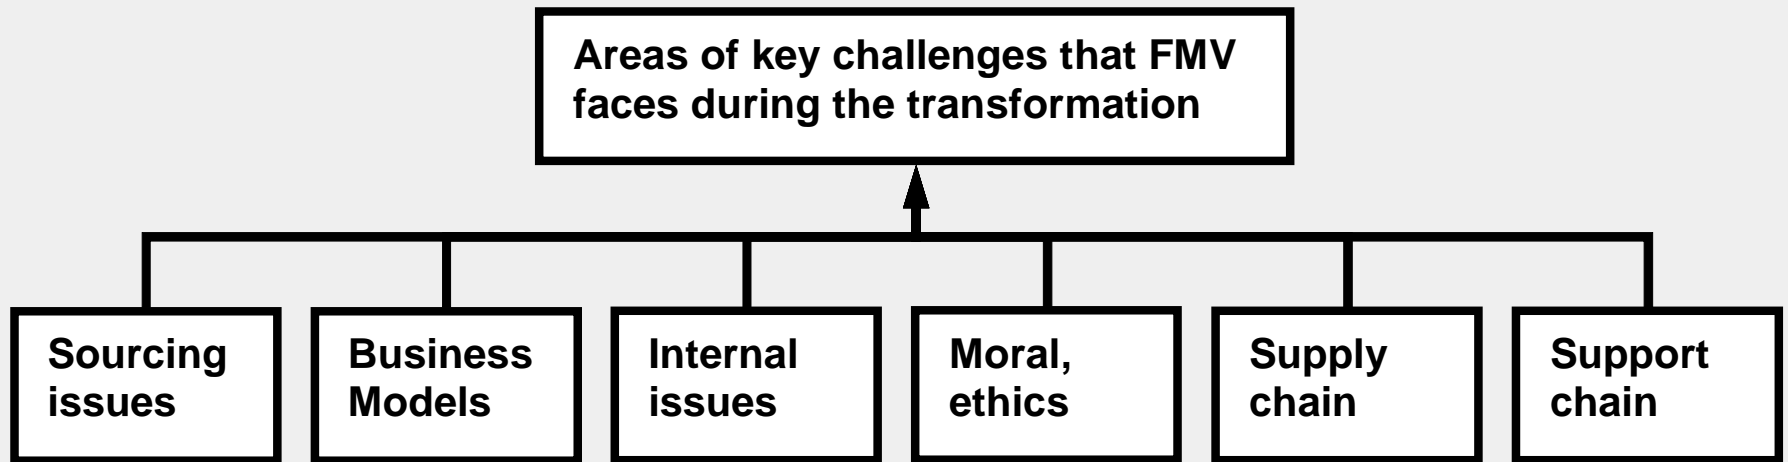 Areas of key challenges that FMV
faces during the transformation
Sourcing
issues
Business
Models
Internal
issues
Moral,
ethics
Supply
chain
Support
chain